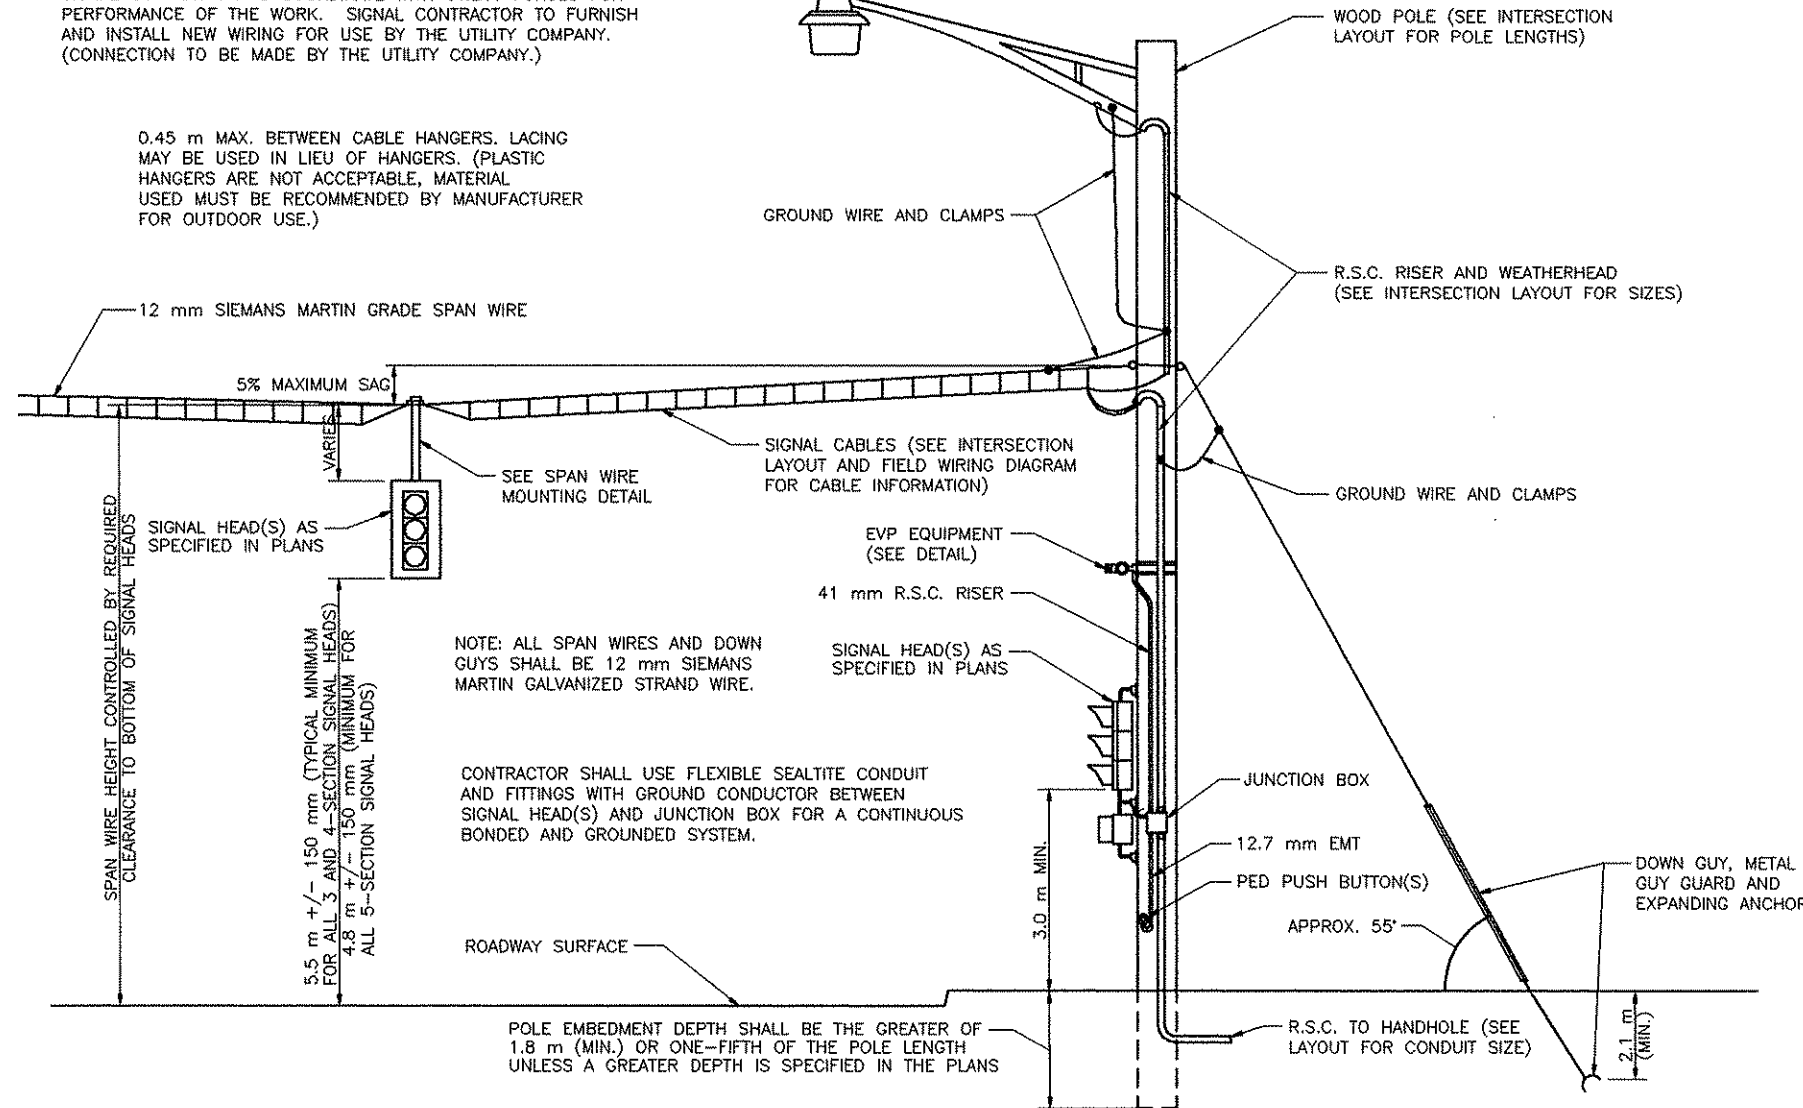 PERFORMANCE OF THE WORK. SIGNAL CONTRACTOR TO FURNISH
AND INSTALL NEW WIRING FOR USE BY THE UTILITY COMPANY.
(CONNECTION TO BE MADE BY THE UTILITY COMPANY.)
WOOD POLE (SEE INTERSECTION
LAYOUT FOR POLE LENGTHS)
0.45 m MAX. BETWEEN CABLE HANGERS. LACING
MAY BE USED IN LIEU OF HANGERS. (PLASTIC
HANGERS ARE NOT ACCEPTABLE, MATERIAL
USED MUST BE RECOMMENDED BY MANUFACTURER
FOR OUTDOOR USE.)
GROUND WIRE AND CLAMPS
R.S.C. RISER AND WEATHERHEAD
(SEE INTERSECTION LAYOUT FOR SIZES)
12 mm SIEMANS MARTIN GRADE SPAN WIRE
5% MAXIMUM SAG
VARIES
SEE SPAN WIRE
MOUNTING DETAIL
SIGNAL CABLES (SEE INTERSECTION
LAYOUT AND FIELD WIRING DIAGRAM
FOR CABLE INFORMATION)
GROUND WIRE AND CLAMPS
SIGNAL HEAD(S) AS
SPECIFIED IN PLANS
EVP EQUIPMENT
(SEE DETAIL)
41 mm R.S.C. RISER
SIGNAL HEAD(S) AS
SPECIFIED IN PLANS
NOTE: ALL SPAN WIRES AND DOWN
GUYS SHALL BE 12 mm SIEMANS
MARTIN GALVANIZED STRAND WIRE.
SPAN WIRE HEIGHT CONTROLLED BY REQUIRED
CLEARANCE TO BOTTOM OF SIGNAL HEADS
5.5 m +/- 150 mm (TYPICAL MINIMUM
FOR ALL 3 AND 4-SECTION SIGNAL HEADS)
4.8 m +/- 150 mm (MINIMUM FOR
ALL 5-SECTION SIGNAL HEADS)
CONTRACTOR SHALL USE FLEXIBLE SEALTITE CONDUIT
AND FITTINGS WITH GROUND CONDUCTOR BETWEEN
SIGNAL HEAD(S) AND JUNCTION BOX FOR A CONTINUOUS
BONDED AND GROUNDED SYSTEM.
JUNCTION BOX
12.7 mm EMT
PED PUSH BUTTON(S)
3.0 m MIN.
DOWN GUY, METAL
GUY GUARD AND
EXPANDING ANCHOR
APPROX. 55°
ROADWAY SURFACE
POLE EMBEDMENT DEPTH SHALL BE THE GREATER OF
1.8 m (MIN.) OR ONE-FIFTH OF THE POLE LENGTH
UNLESS A GREATER DEPTH IS SPECIFIED IN THE PLANS
R.S.C. TO HANDHOLE (SEE
LAYOUT FOR CONDUIT SIZE)
2.1 m
(MIN.)